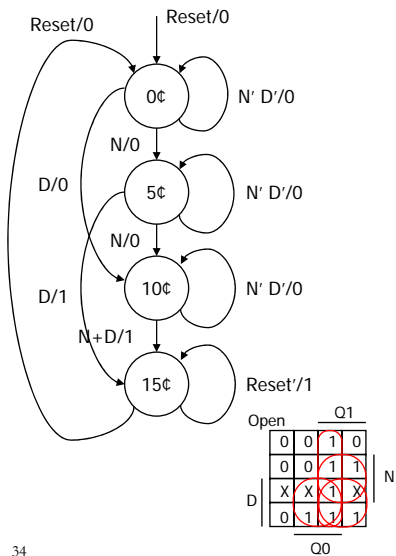 Reset/0
Reset/0
0¢
N' D'/0
N/0
D/0
5¢
N' D'/0
N/0
10¢
N' D'/0
D/1
N+D/1
15¢
Reset'/1
Open
Q1
0 0 1 0
0 0 1 1
N
X X 1 X
D
0 1 1 1
Q0
34